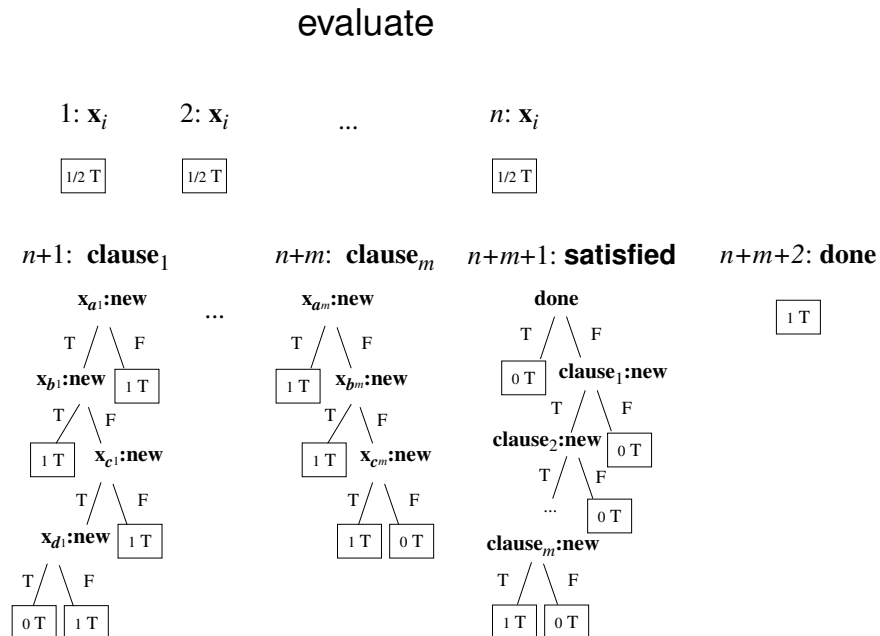 evaluate
1: x_i 2: x_i ... n: x_i
1/2 T 1/2 T 1/2 T
n+1: clause_1 n+m: clause_m n+m+1: satisfied n+m+2: done
x_a1:new ... x_am:new done 1 T
T F T F T F
x_b1:new 1 T 1 T x_bm:new 0 T clause_1:new
T F T F T F
1 T x_c1:new 1 T x_cm:new clause_2:new 0 T
T F T F T F
x_d1:new 1 T 1 T 0 T ... 0 T
clause_m:new
T F T F
0 T 1 T 1 T 0 T